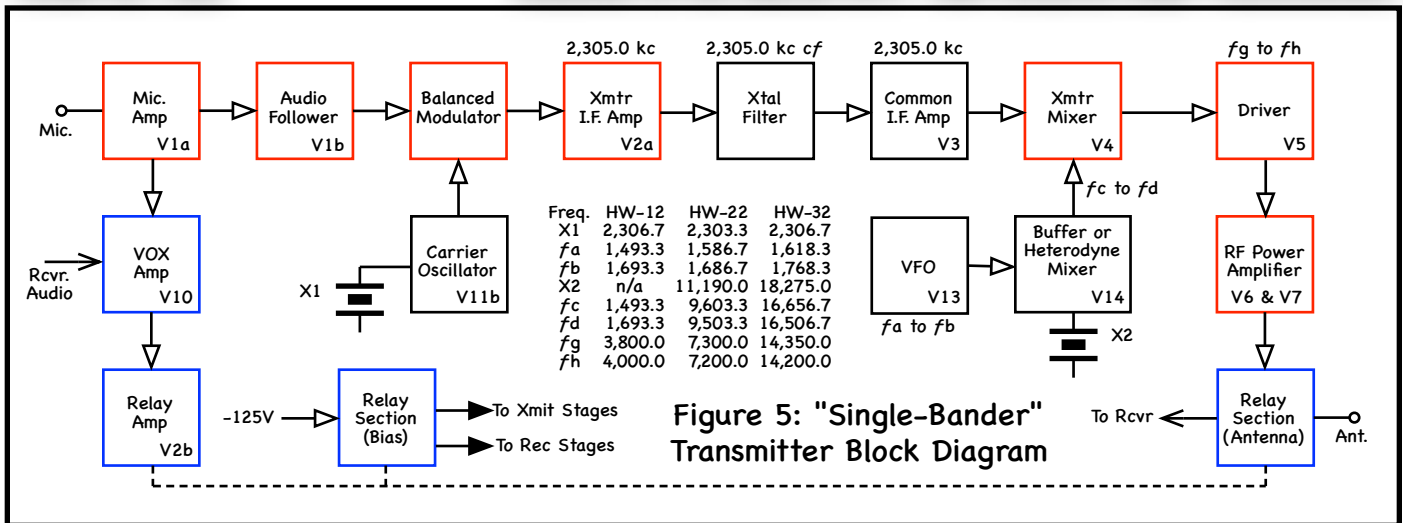 2,305.0 kc
2,305.0 kc cf
2,305.0 kc
fg to fh
Mic.
Mic.
Amp
V1a
Audio
Follower
V1b
Balanced
Modulator
Xmtr
I.F. Amp
V2a
Xtal
Filter
Common
I.F. Amp
V3
Xmtr
Mixer
V4
Driver
V5
fc to fd
Rcvr.
Audio
VOX
Amp
V10
X1
Carrier
Oscillator
V11b
Freq. HW-12 HW-22 HW-32
X1 2,306.7 2,303.3 2,306.7
fa 1,493.3 1,586.7 1,618.3
fb 1,693.3 1,686.7 1,768.3
X2 n/a 11,190.0 18,275.0
fc 1,493.3 9,603.3 16,656.7
fd 1,693.3 9,503.3 16,506.7
fg 3,800.0 7,300.0 14,350.0
fh 4,000.0 7,200.0 14,200.0
VFO
V13
fa to fb
Buffer or
Heterodyne
Mixer
V14
X2
RF Power
Amplifier
V6 & V7
Relay
Amp
V2b
-125V
Relay
Section
(Bias)
To Xmit Stages
To Rec Stages
Figure 5: "Single-Bander"
Transmitter Block Diagram
To Rcvr
Relay
Section
(Antenna)
Ant.